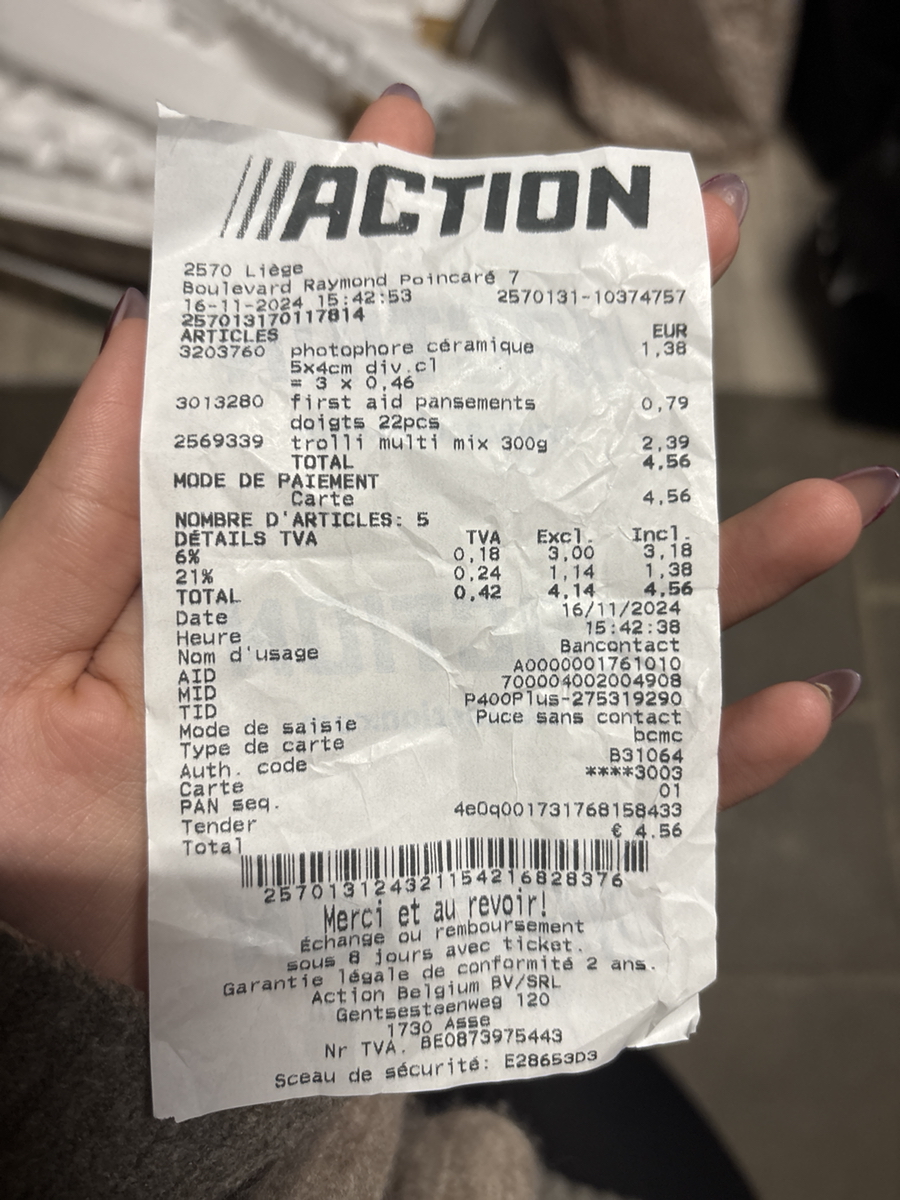 ACTION
2570 Liège
Boulevard Raymond Poincaré 7
16-11-2024 15:42:53 2570131-10374757
257013170117814
ARTICLES EUR
3203760 photophore céramique 1,38
5x4cm div.cl
= 3 x 0,46
3013280 first aid pansements 0,79
doigts 22pcs
2569339 trolli multi mix 300g 2,39
TOTAL 4,56
MODE DE PAIEMENT
Carte 4,56
NOMBRE D'ARTICLES: 5
DÉTAILS TVA TVA Excl. Incl.
6% 0,18 3,00 3,18
21% 0,24 1,14 1,38
TOTAL 0,42 4,14 4,56
Date 16/11/2024
Heure 15:42:38
Nom d'usage Bancontact
AID A0000001761010
MID 700004002004908
TID P400Plus-275319290
Mode de saisie Puce sans contact
Type de carte bcmc
Auth. code B31064
Carte ****3003
PAN seq. 01
Tender 4e0q001731768158433
Total € 4.56
257013124321154216828376
Merci et au revoir!
Échange ou remboursement
sous 8 jours avec ticket.
Garantie légale de conformité 2 ans.
Action Belgium BV/SRL
Gentsesteenweg 120
1730 Asse
Nr TVA. BE0873975443
Sceau de sécurité: E28653D3